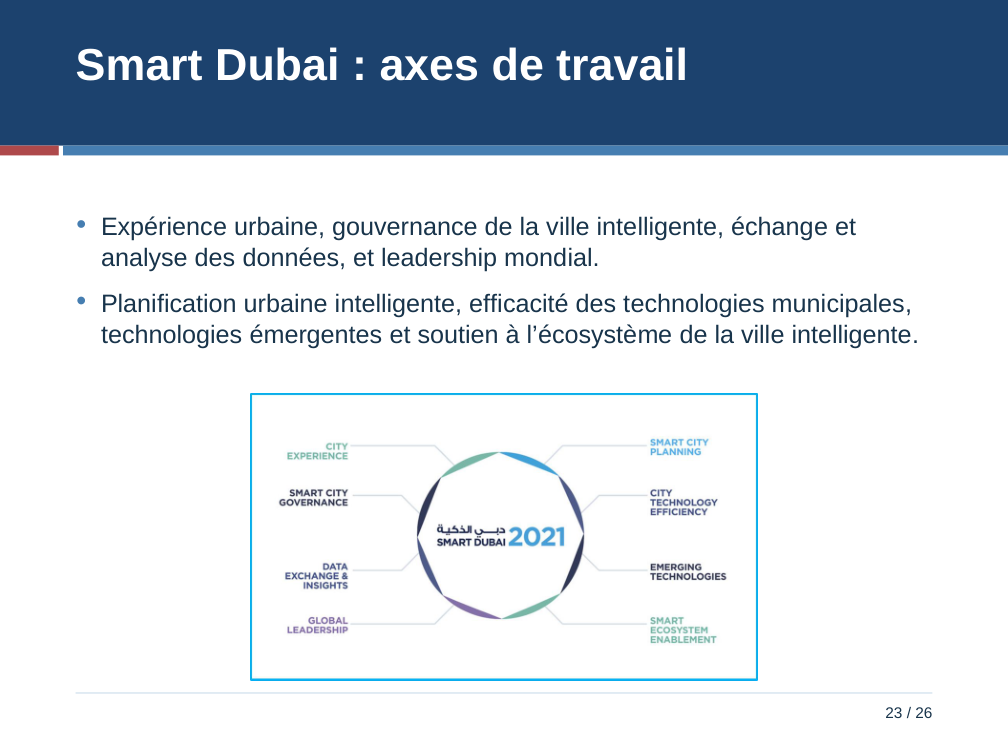 Smart Dubai : axes de travail
• Expérience urbaine, gouvernance de la ville intelligente, échange et
analyse des données, et leadership mondial.
• Planification urbaine intelligente, efficacité des technologies municipales,
technologies émergentes et soutien à l’écosystème de la ville intelligente.
CITY
EXPERIENCE
SMART CITY
GOVERNANCE
DATA
EXCHANGE &
INSIGHTS
GLOBAL
LEADERSHIP
دبي الذكية
SMART DUBAI 2021
SMART CITY
PLANNING
CITY
TECHNOLOGY
EFFICIENCY
EMERGING
TECHNOLOGIES
SMART
ECOSYSTEM
ENABLEMENT
23 / 26